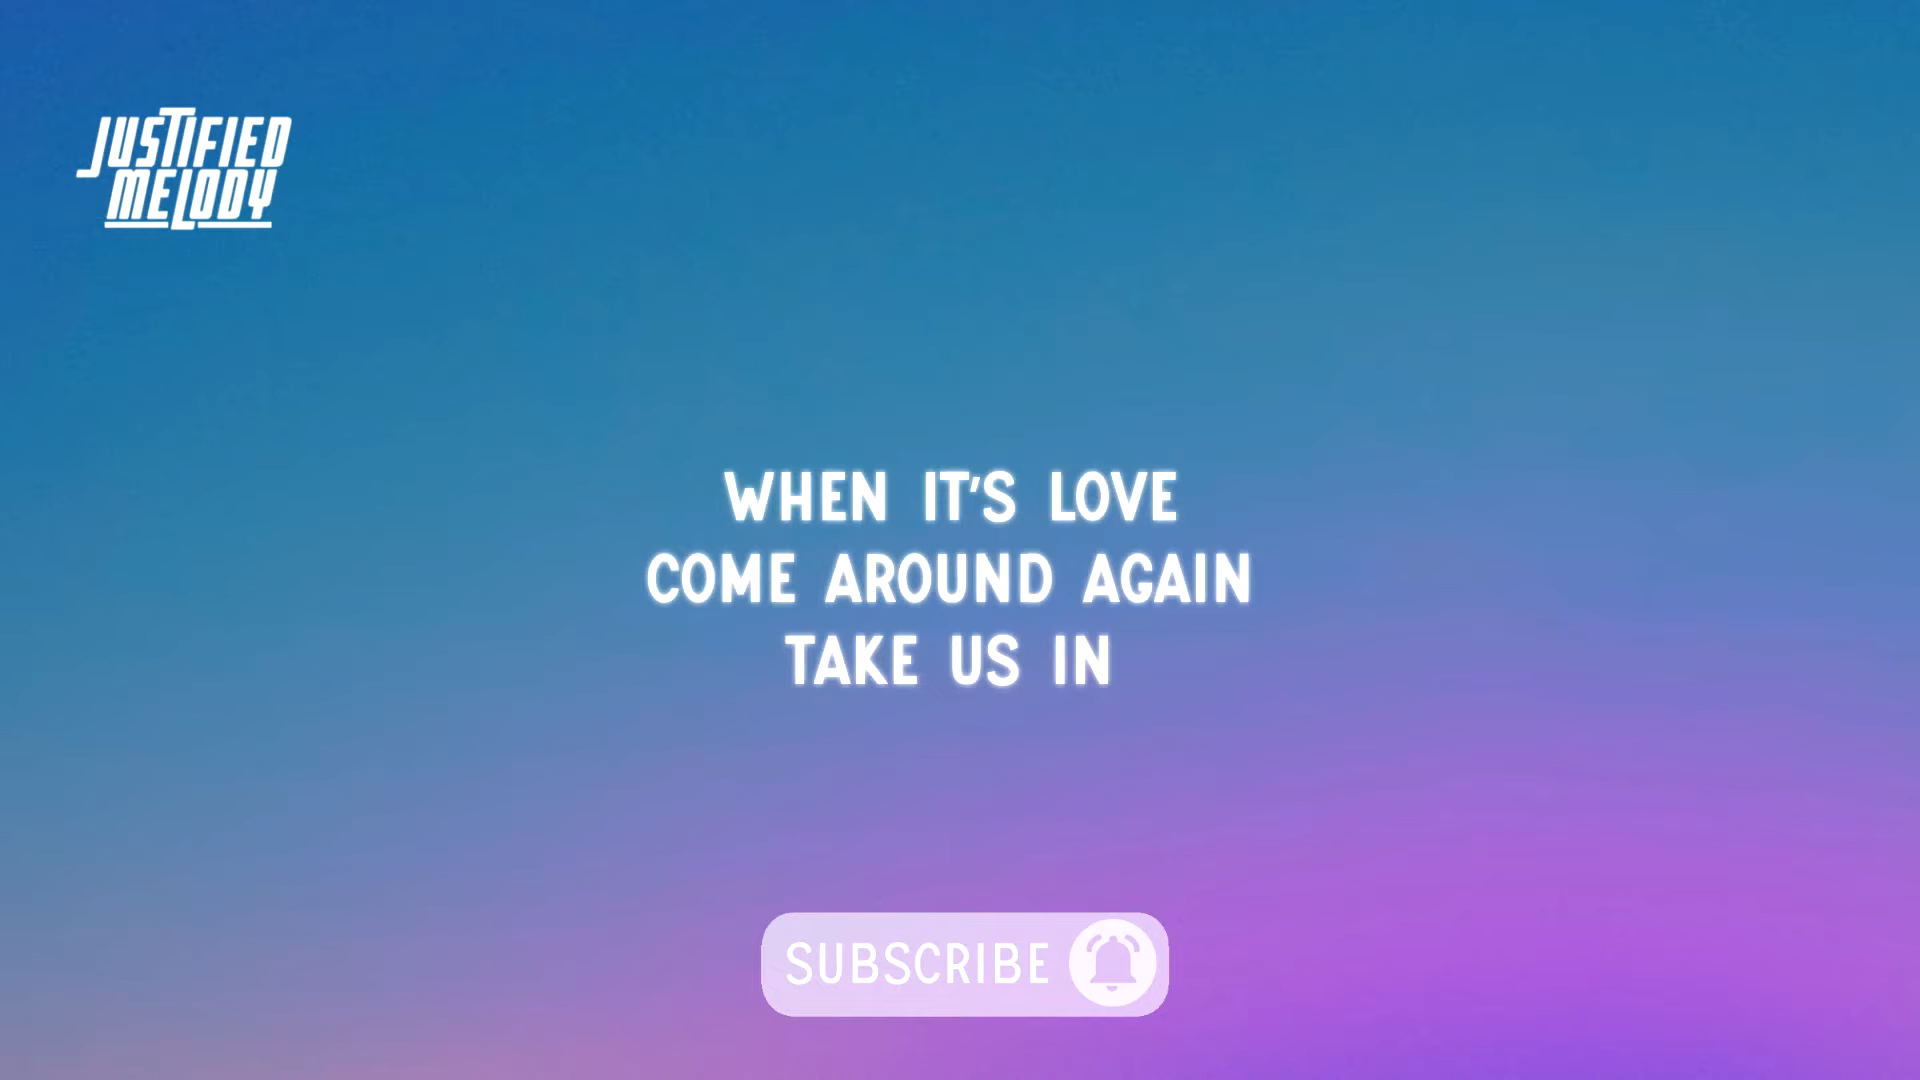 JUSTIFIED
MELODY
WHEN IT'S LOVE
COME AROUND AGAIN
TAKE US IN
SUBSCRIBE